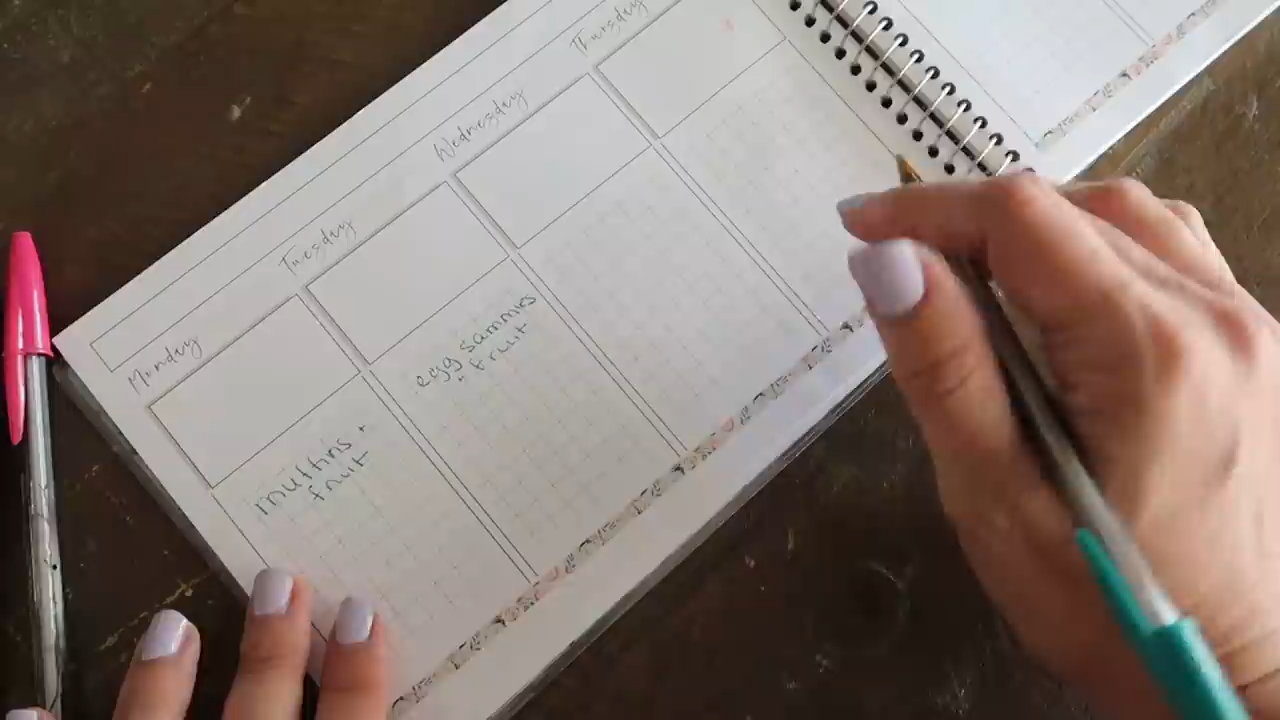 Monday
Tuesday
Wednesday
Thursday
muffins +
fruit
egg sammies
+ fruit